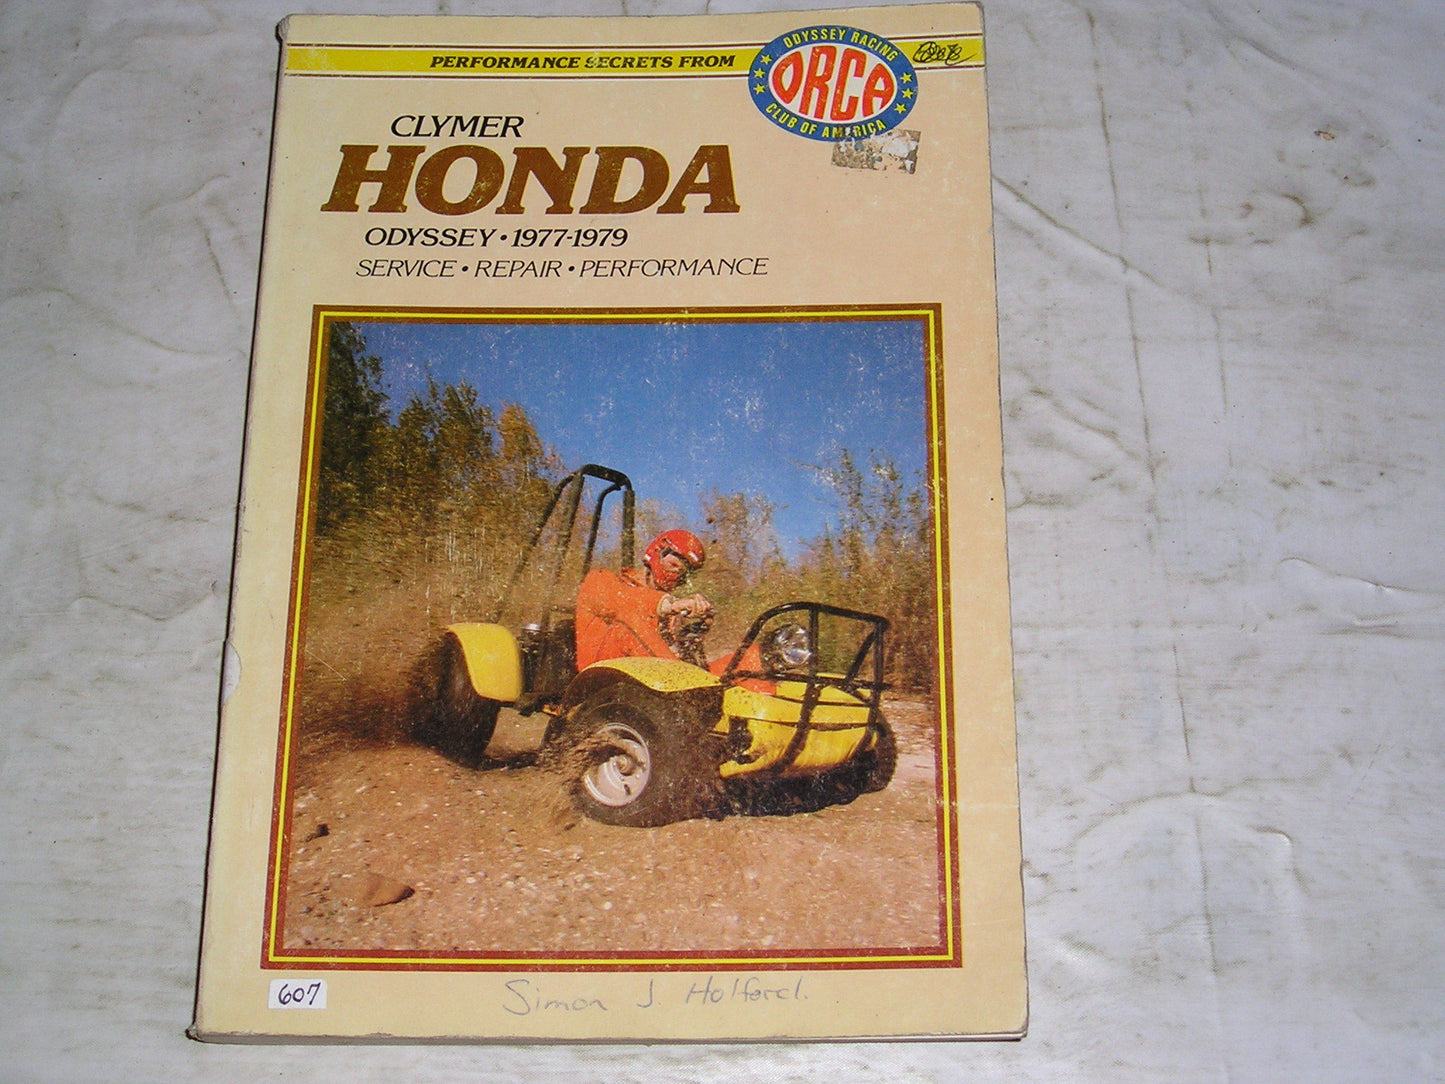 PERFORMANCE SECRETS FROM
ODYSSEY RACING
ORCA
CLUB OF AMERICA
CLYMER
HONDA
ODYSSEY • 1977-1979
SERVICE • REPAIR • PERFORMANCE
607
Simon J. Holford.